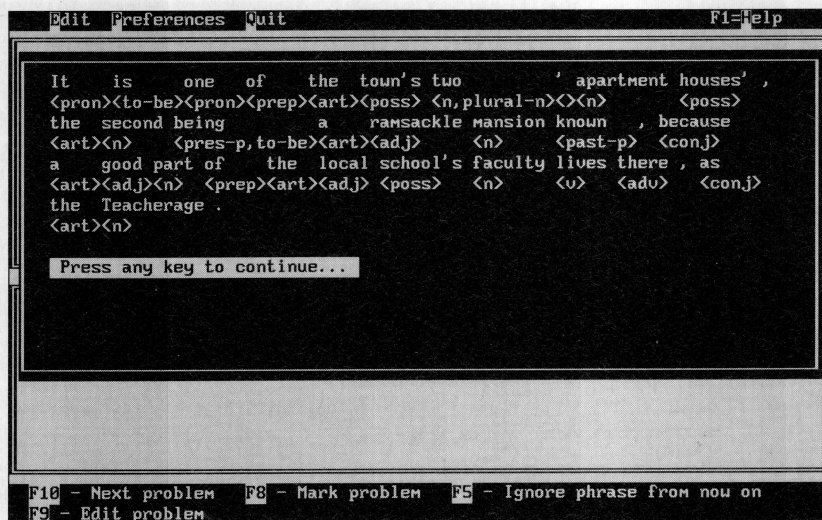 Edit Preferences Quit F1=Help
It is one of the town's two ' apartment houses' ,
<pron><to-be><pron><prep><art><poss> <n,plural-n><><n> <poss>
the second being a ramsackle mansion known , because
<art><n> <pres-p,to-be><art><adj> <n> <past-p> <conj>
a good part of the local school's faculty lives there , as
<art><adj><n> <prep><art><adj> <poss> <n> <v> <adv> <conj>
the Teacherage .
<art><n>
Press any key to continue...
F10 - Next problem F8 - Mark problem F5 - Ignore phrase from now on
F9 - Edit problem